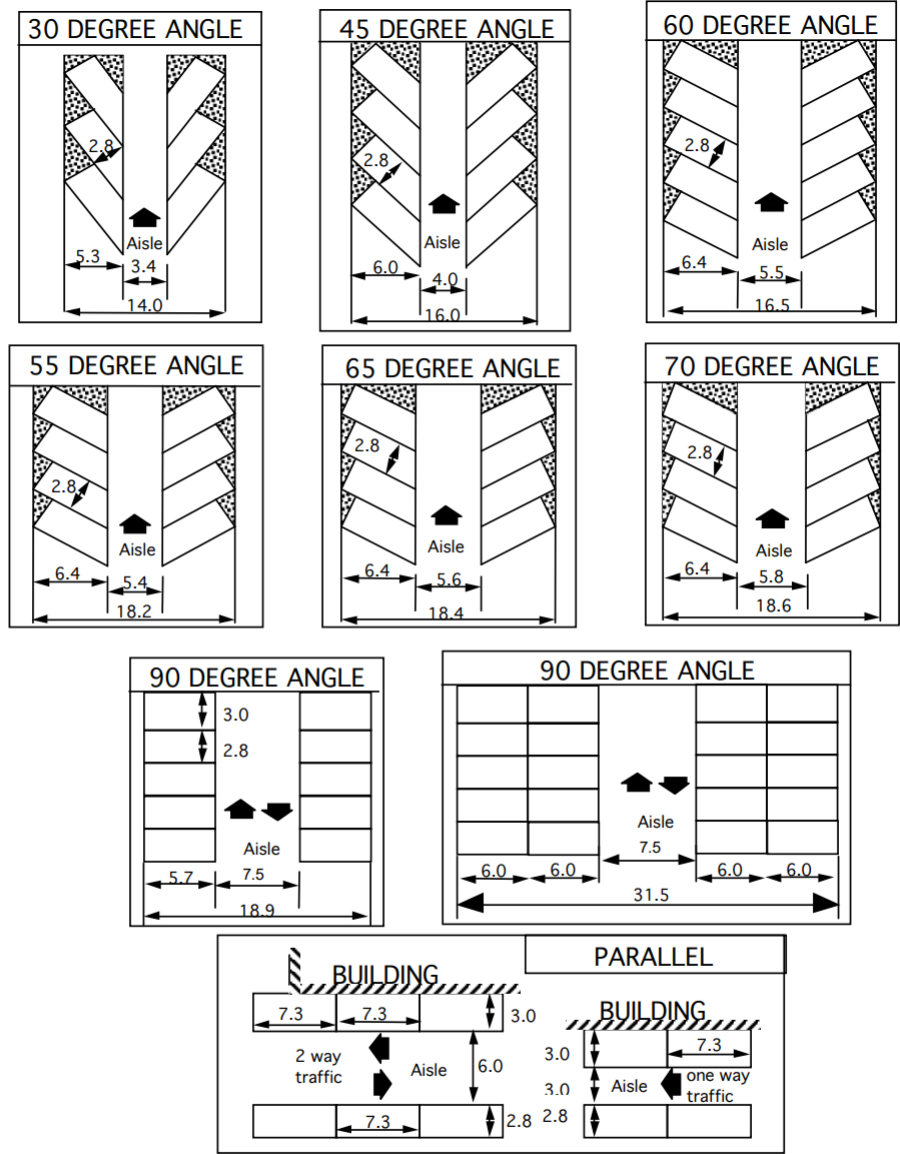 30 DEGREE ANGLE
2.8
Aisle
5.3
3.4
14.0
45 DEGREE ANGLE
2.8
Aisle
6.0
4.0
16.0
60 DEGREE ANGLE
2.8
Aisle
6.4
5.5
16.5
55 DEGREE ANGLE
2.8
Aisle
6.4
5.4
18.2
65 DEGREE ANGLE
2.8
Aisle
6.4
5.6
18.4
70 DEGREE ANGLE
2.8
Aisle
6.4
5.8
18.6
90 DEGREE ANGLE
3.0
2.8
Aisle
5.7
7.5
18.9
90 DEGREE ANGLE
Aisle
7.5
6.0 6.0 6.0 6.0
31.5
PARALLEL
BUILDING
7.3 7.3 3.0
2 way
traffic
Aisle
6.0
7.3
2.8
BUILDING
3.0
7.3
3.0
Aisle
one way
traffic
2.8